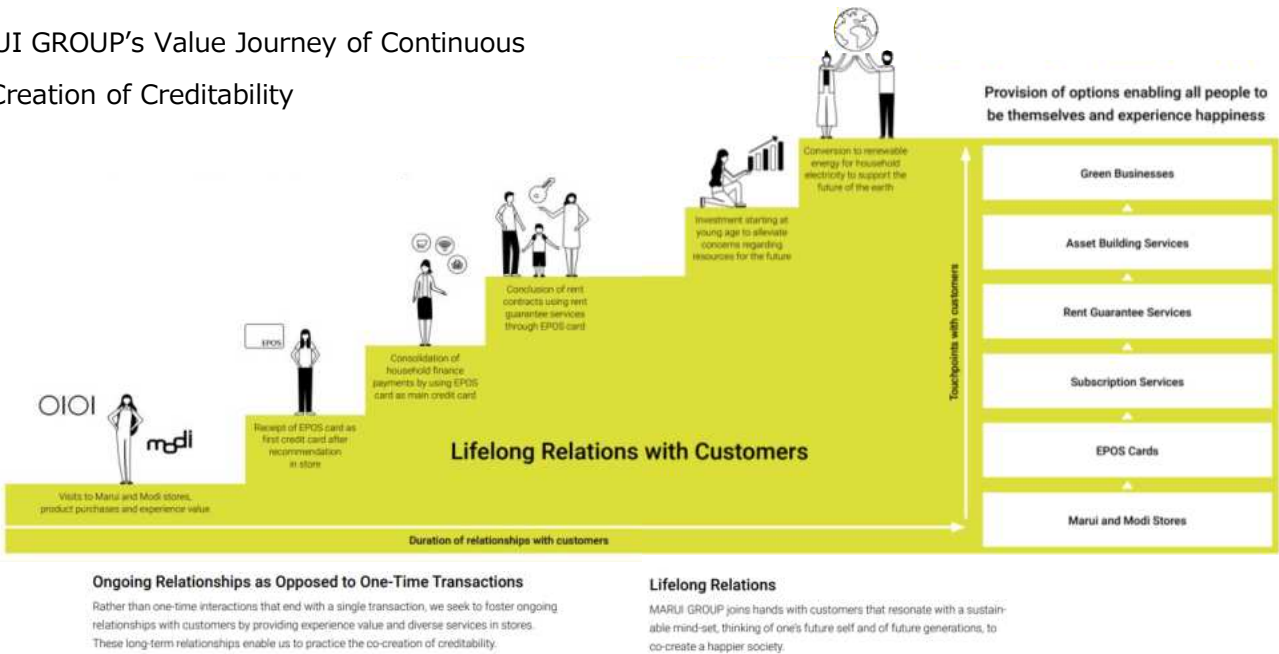 UI GROUP's Value Journey of Continuous
Creation of Creditability
OIOI
modi
Visits to Marui and Modi stores,
product purchases and experience value
EPOS
Receipt of EPOS card as
first credit card after
recommendation
in store
Consolidation of
household finance
payments by using EPOS
card as main credit card
Conclusion of rent
contracts using rent
guarantee services
through EPOS card
Investment starting at
young age to alleviate
concerns regarding
resources for the future
Conversion to renewable
energy for household
electricity to support the
future of the earth
Lifelong Relations with Customers
Duration of relationships with customers
Touchpoints with customers
Provision of options enabling all people to
be themselves and experience happiness
Green Businesses
Asset Building Services
Rent Guarantee Services
Subscription Services
EPOS Cards
Marui and Modi Stores
Ongoing Relationships as Opposed to One-Time Transactions
Rather than one-time interactions that end with a single transaction, we seek to foster ongoing
relationships with customers by providing experience value and diverse services in stores.
These long-term relationships enable us to practice the co-creation of creditability.
Lifelong Relations
MARUI GROUP joins hands with customers that resonate with a sustain-
able mind-set, thinking of one's future self and of future generations, to
co-create a happier society.